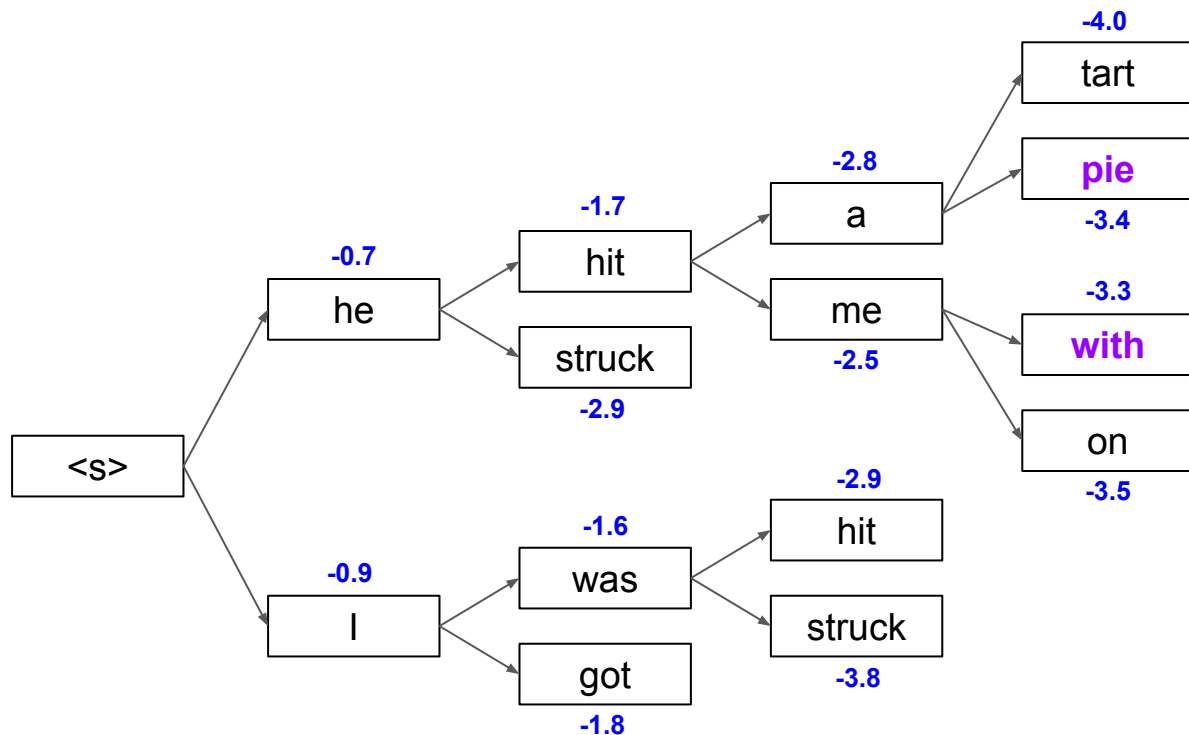 -4.0
tart
-2.8
pie
-1.7
a
-3.4
-0.7
hit
-3.3
he
me
with
struck
-2.5
-2.9
on
<s>
-2.9
-3.5
-1.6
hit
-0.9
was
I
struck
got
-3.8
-1.8